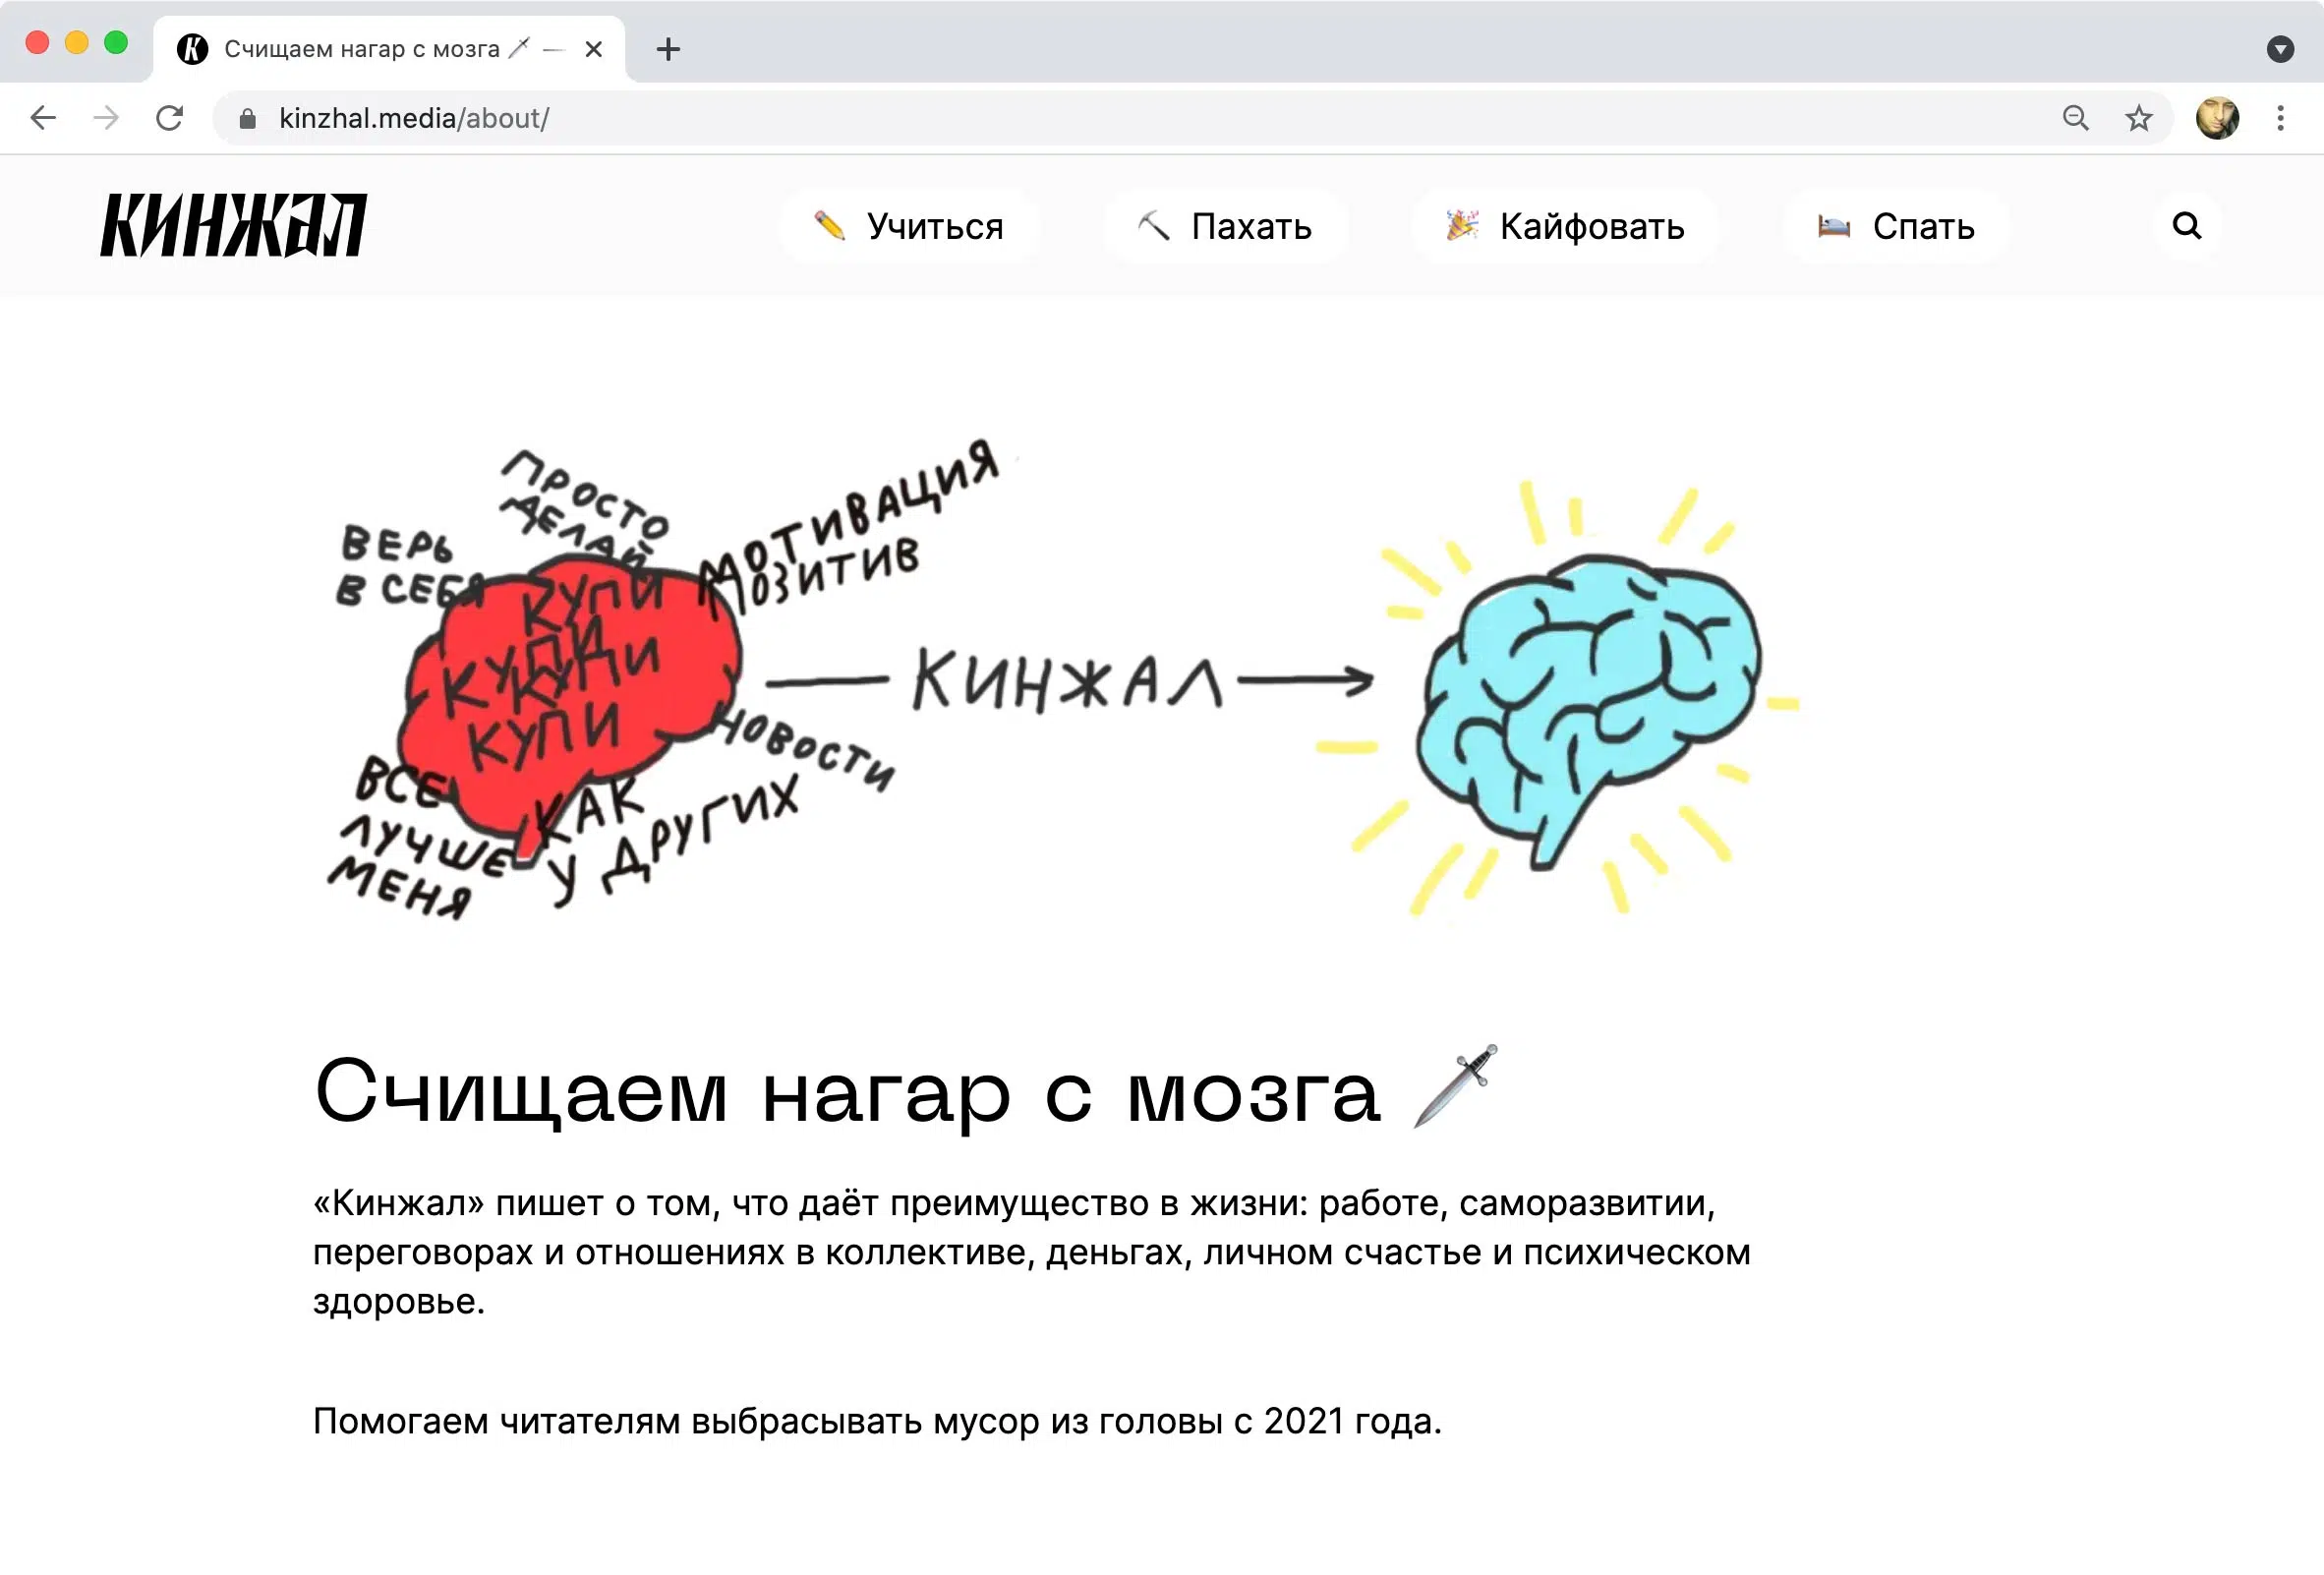 Счищаем нагар с мозга 🗡 —
kinzhal.media/about/
КИНЖАЛ
✏️ Учиться
⛏ Пахать
🎉 Кайфовать
🛌 Спать
ПРОСТО
ДЕЛАЙ
ВЕРЬ
В СЕБЯ
МОТИВАЦИЯ
ПОЗИТИВ
КУПИ
КУПИ
КУПИ
КУПИ
КИНЖАЛ
НОВОСТИ
ВСЕ
ЛУЧШЕ
МЕНЯ
КАК
У ДРУГИХ
Счищаем нагар с мозга 🗡
«Кинжал» пишет о том, что даёт преимущество в жизни: работе, саморазвитии,
переговорах и отношениях в коллективе, деньгах, личном счастье и психическом
здоровье.
Помогаем читателям выбрасывать мусор из головы с 2021 года.